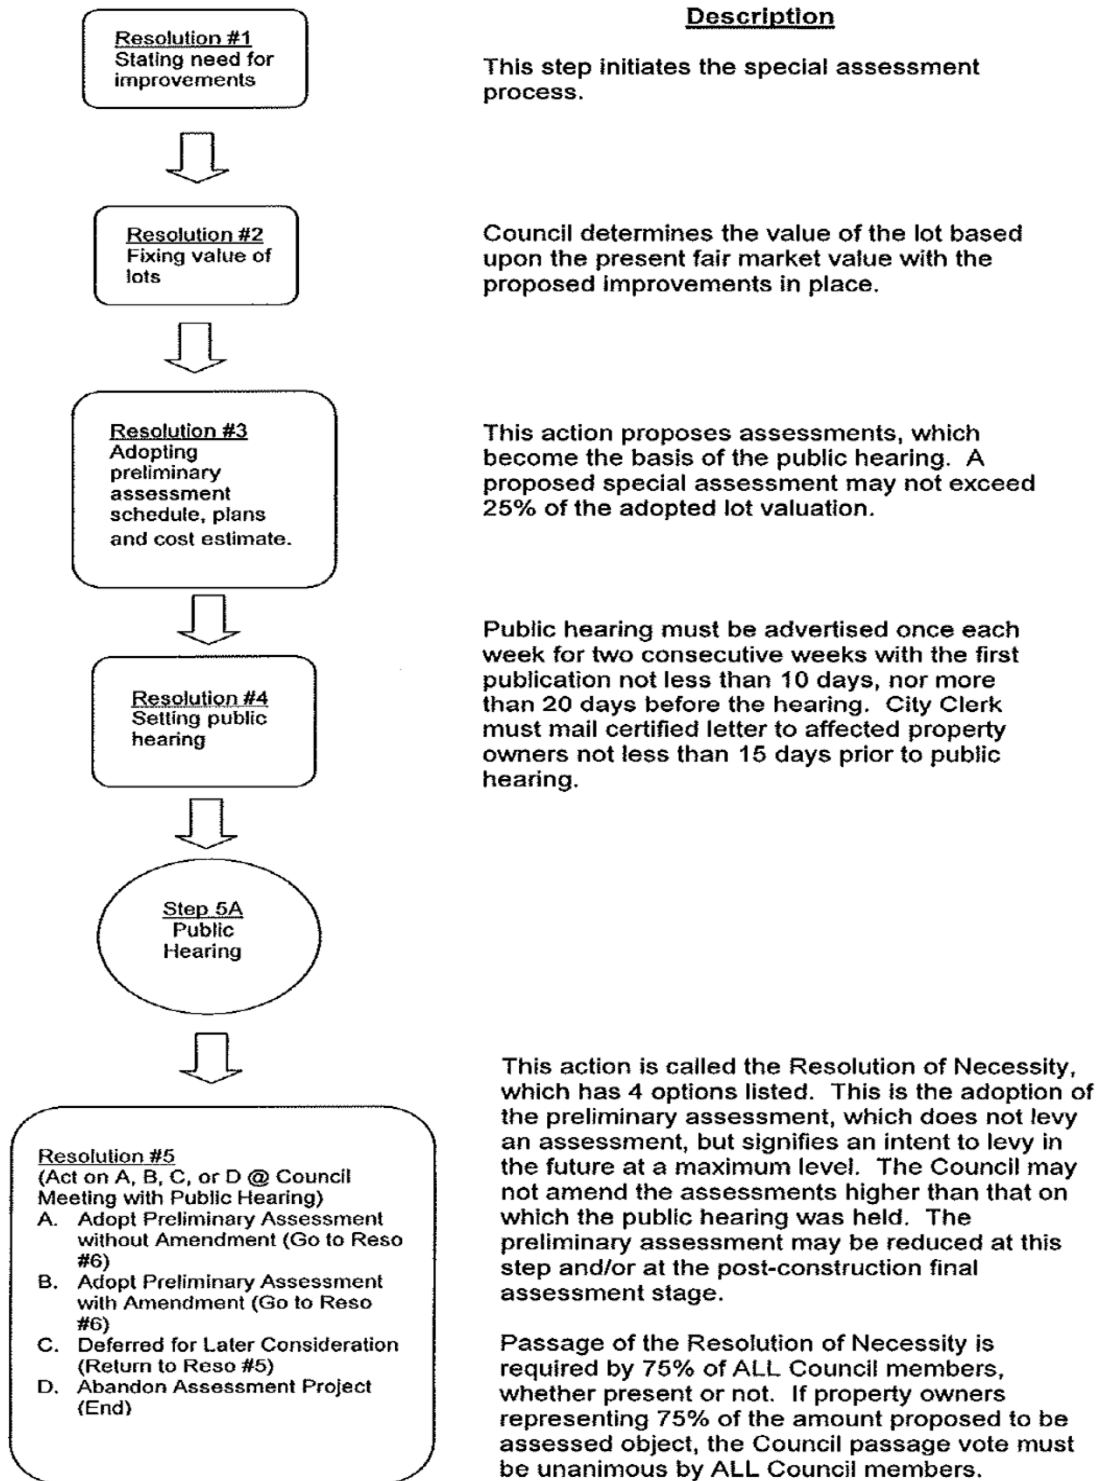 Description
Resolution #1
Stating need for
improvements
This step initiates the special assessment
process.
Resolution #2
Fixing value of
lots
Council determines the value of the lot based
upon the present fair market value with the
proposed improvements in place.
Resolution #3
Adopting
preliminary
assessment
schedule, plans
and cost estimate.
This action proposes assessments, which
become the basis of the public hearing. A
proposed special assessment may not exceed
25% of the adopted lot valuation.
Resolution #4
Setting public
hearing
Public hearing must be advertised once each
week for two consecutive weeks with the first
publication not less than 10 days, nor more
than 20 days before the hearing. City Clerk
must mail certified letter to affected property
owners not less than 15 days prior to public
hearing.
Step 5A
Public
Hearing
Resolution #5
(Act on A, B, C, or D @ Council
Meeting with Public Hearing)
A. Adopt Preliminary Assessment
without Amendment (Go to Reso
#6)
B. Adopt Preliminary Assessment
with Amendment (Go to Reso
#6)
C. Deferred for Later Consideration
(Return to Reso #5)
D. Abandon Assessment Project
(End)
This action is called the Resolution of Necessity,
which has 4 options listed. This is the adoption of
the preliminary assessment, which does not levy
an assessment, but signifies an intent to levy in
the future at a maximum level. The Council may
not amend the assessments higher than that on
which the public hearing was held. The
preliminary assessment may be reduced at this
step and/or at the post-construction final
assessment stage.
Passage of the Resolution of Necessity is
required by 75% of ALL Council members,
whether present or not. If property owners
representing 75% of the amount proposed to be
assessed object, the Council passage vote must
be unanimous by ALL Council members.